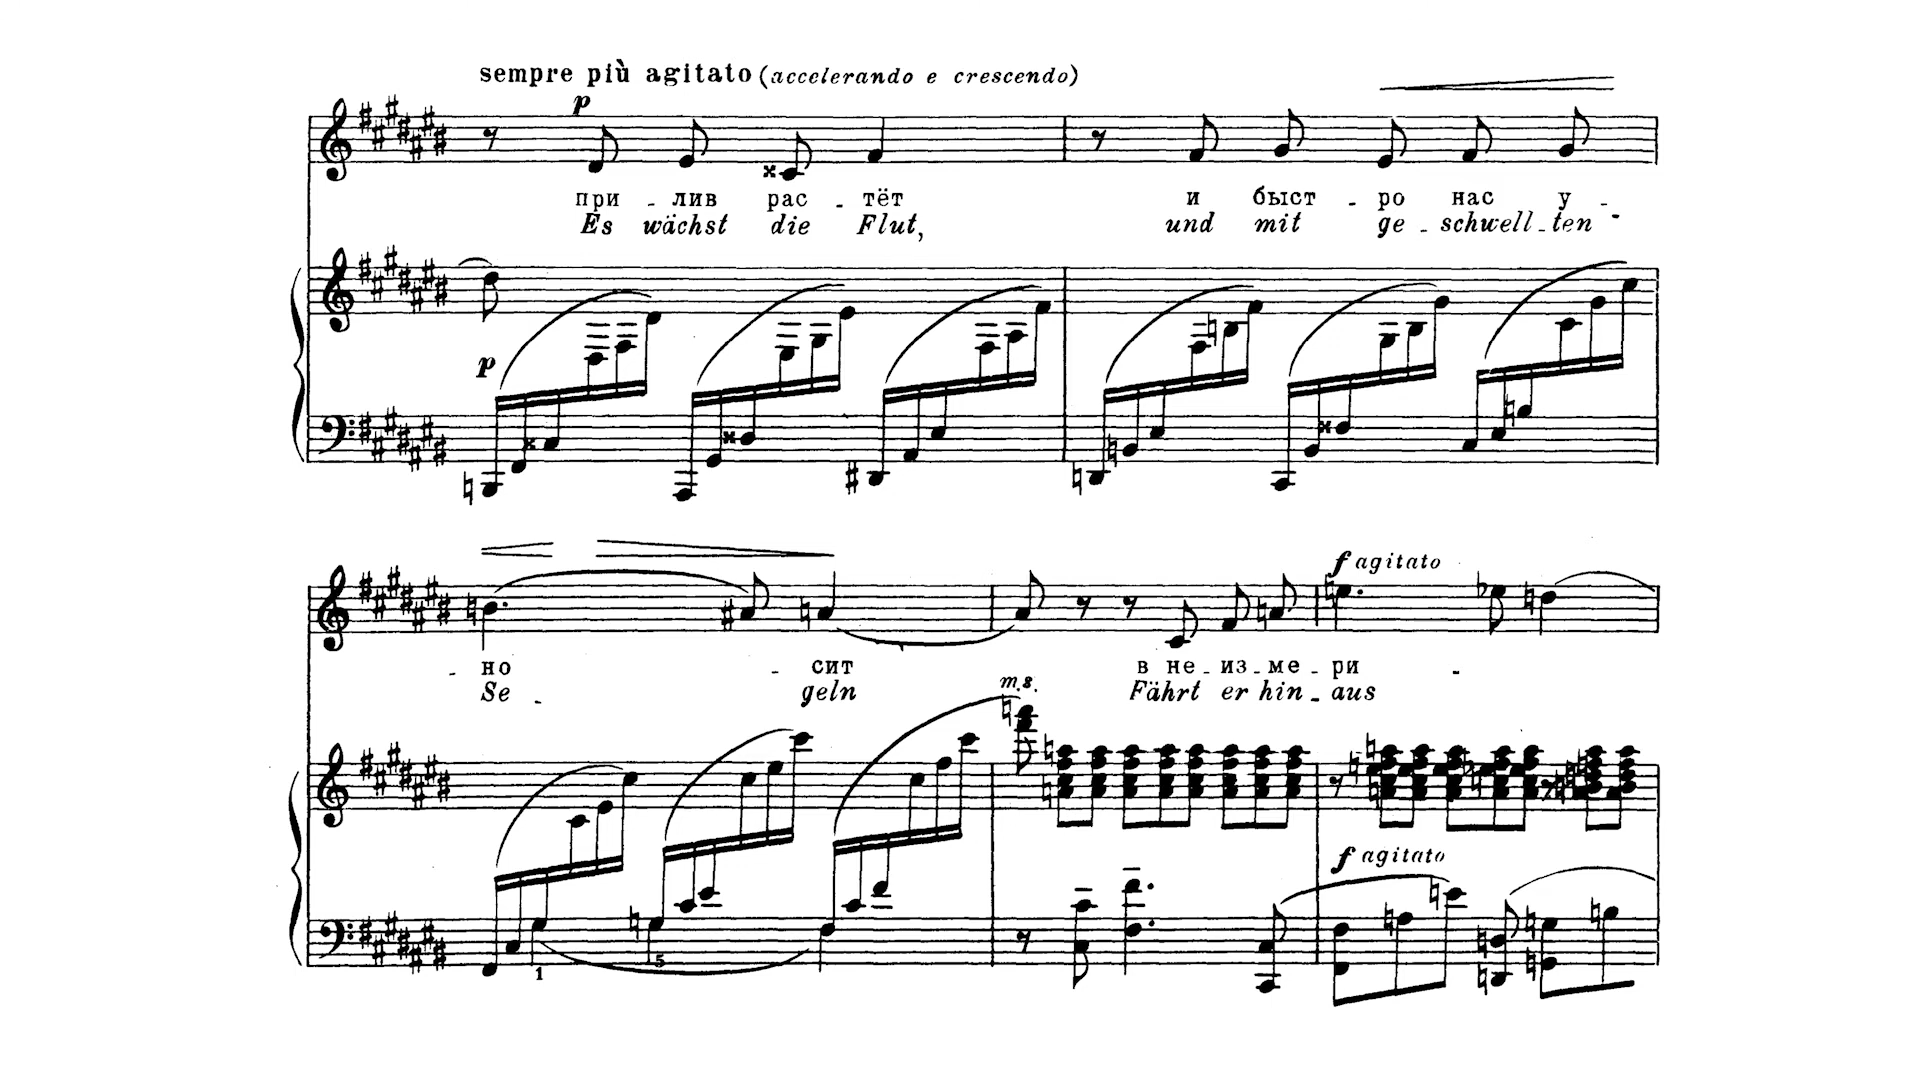 sempre più agitato (accelerando e crescendo)
p
при - лив рас - тёт и быст - ро нас у -
Es wächst die Flut, und mit ge - schwell - ten
p
f agitato
- но - сит в не - из - ме - ри -
Se - geln Fährt er hin - aus
m.s.
f agitato
1 5